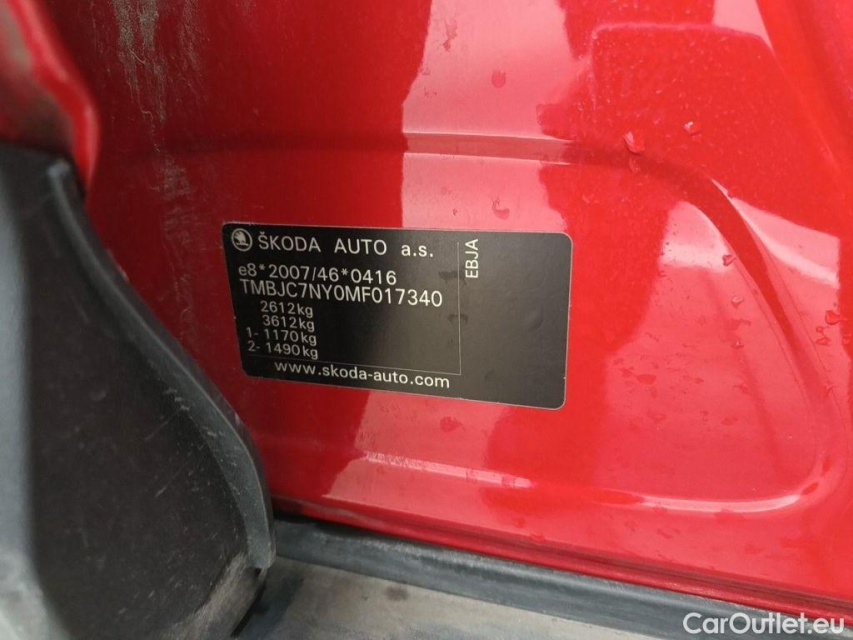 ŠKODA AUTO a.s.
EBJA
e8*2007/46*0416
TMBJC7NY0MF017340
2612kg
3612kg
1- 1170kg
2- 1490kg
www.skoda-auto.com
CarOutlet.eu